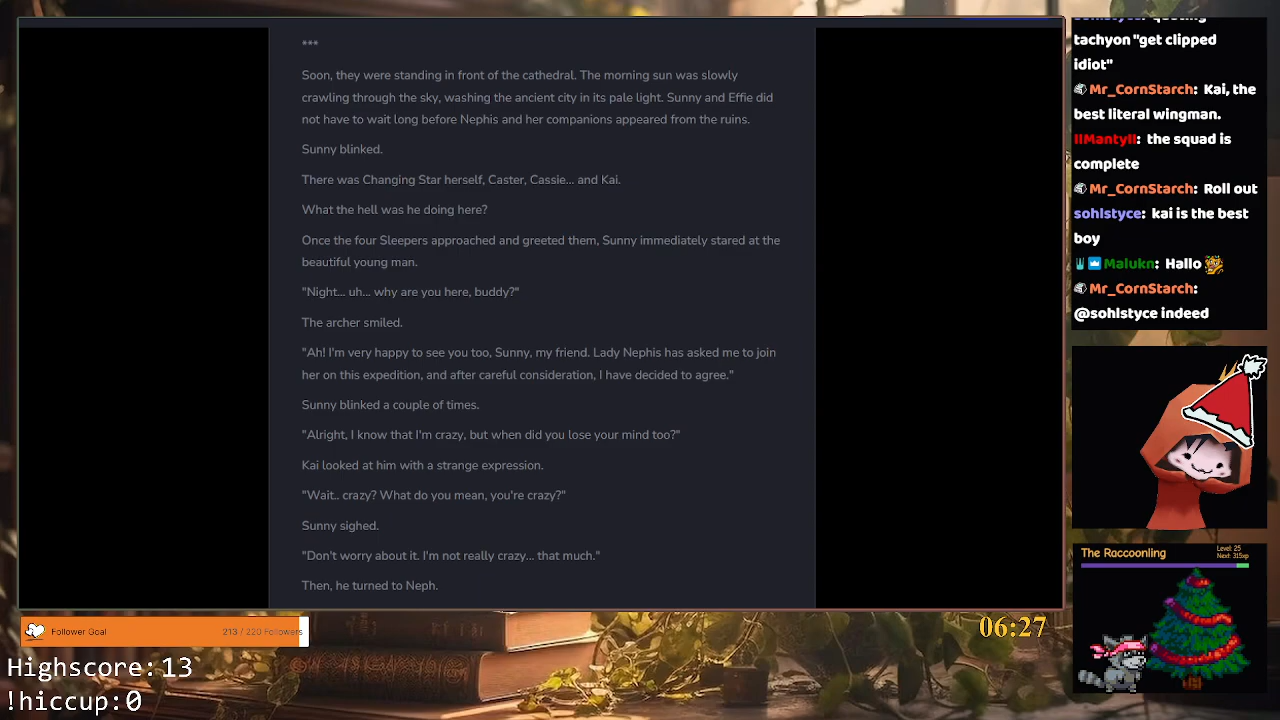 ***
Soon, they were standing in front of the cathedral. The morning sun was slowly
crawling through the sky, washing the ancient city in its pale light. Sunny and Effie did
not have to wait long before Nephis and her companions appeared from the ruins.
Sunny blinked.
There was Changing Star herself, Caster, Cassie... and Kai.
What the hell was he doing here?
Once the four Sleepers approached and greeted them, Sunny immediately stared at the
beautiful young man.
"Night... uh... why are you here, buddy?"
The archer smiled.
"Ah! I'm very happy to see you too, Sunny, my friend. Lady Nephis has asked me to join
her on this expedition, and after careful consideration, I have decided to agree."
Sunny blinked a couple of times.
"Alright, I know that I'm crazy, but when did you lose your mind too?"
Kai looked at him with a strange expression.
"Wait.. crazy? What do you mean, you're crazy?"
Sunny sighed.
"Don't worry about it. I'm not really crazy... that much."
Then, he turned to Neph.
tachyon "get clipped
idiot"
Mr_CornStarch: Kai, the
best literal wingman.
llMantyll: the squad is
complete
Mr_CornStarch: Roll out
sohlstyce: kai is the best
boy
Malukn: Hallo
Mr_CornStarch:
@sohlstyce indeed
The Raccoonling
Level: 25
Next: 315xp
Follower Goal
213 / 220 Followers
06:27
Highscore:13
!hiccup:0